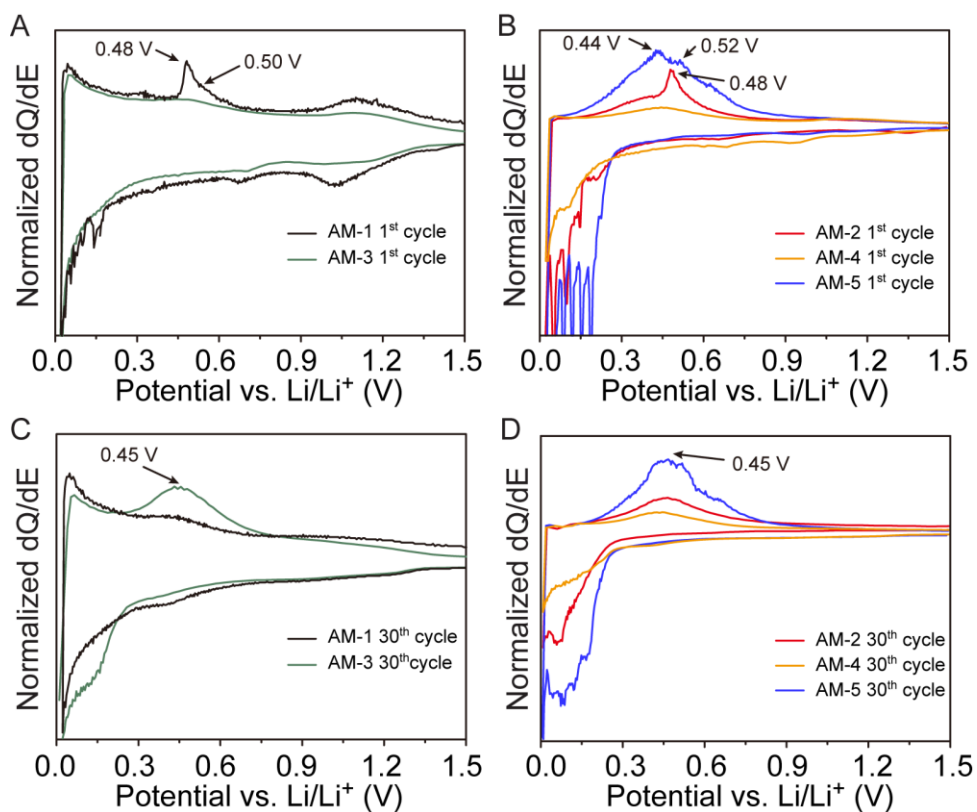 A
Normalized dQ/dE
0.48 V
0.50 V
AM-1 1st cycle
AM-3 1st cycle
0.0 0.3 0.6 0.9 1.2 1.5
Potential vs. Li/Li+ (V)
B
Normalized dQ/dE
0.44 V
0.52 V
0.48 V
AM-2 1st cycle
AM-4 1st cycle
AM-5 1st cycle
0.0 0.3 0.6 0.9 1.2 1.5
Potential vs. Li/Li+ (V)
C
Normalized dQ/dE
0.45 V
AM-1 30th cycle
AM-3 30thcycle
0.0 0.3 0.6 0.9 1.2 1.5
Potential vs. Li/Li+ (V)
D
Normalized dQ/dE
0.45 V
AM-2 30th cycle
AM-4 30th cycle
AM-5 30th cycle
0.0 0.3 0.6 0.9 1.2 1.5
Potential vs. Li/Li+ (V)